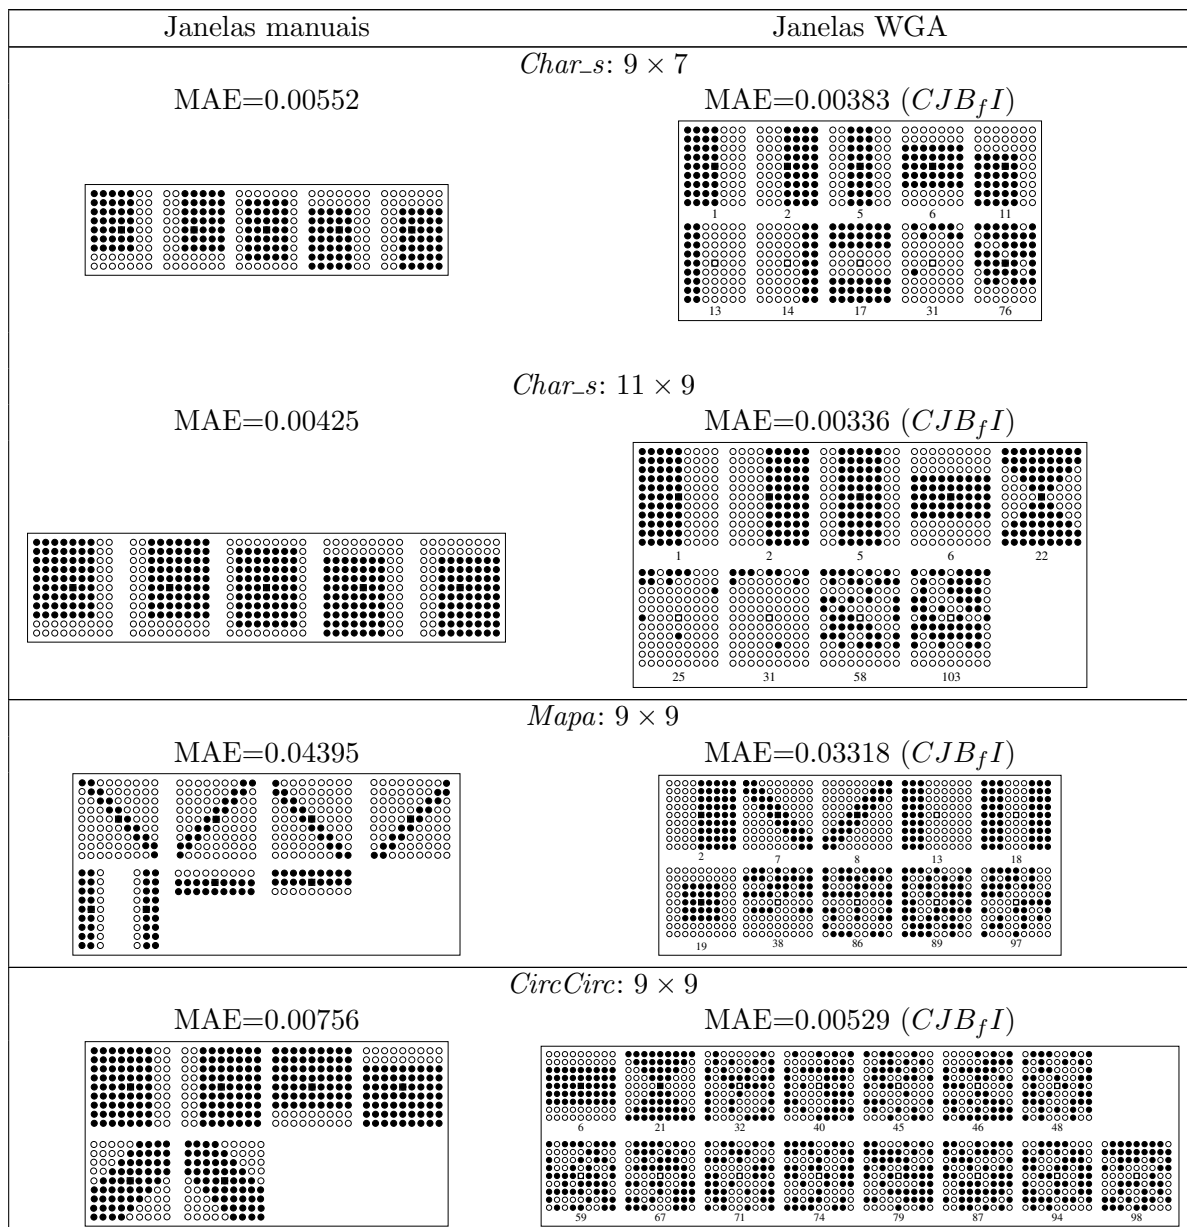 Janelas manuais Janelas WGA
Char_s: 9 × 7
MAE=0.00552 MAE=0.00383 (CJB_fI)
1 2 5 6 11
13 14 17 31 76
Char_s: 11 × 9
MAE=0.00425 MAE=0.00336 (CJB_fI)
1 2 5 6 22
25 31 58 103
Mapa: 9 × 9
MAE=0.04395 MAE=0.03318 (CJB_fI)
2 7 8 13 18
19 38 86 89 97
CircCirc: 9 × 9
MAE=0.00756 MAE=0.00529 (CJB_fI)
6 21 32 40 45 46 48
59 67 71 74 79 87 94 98